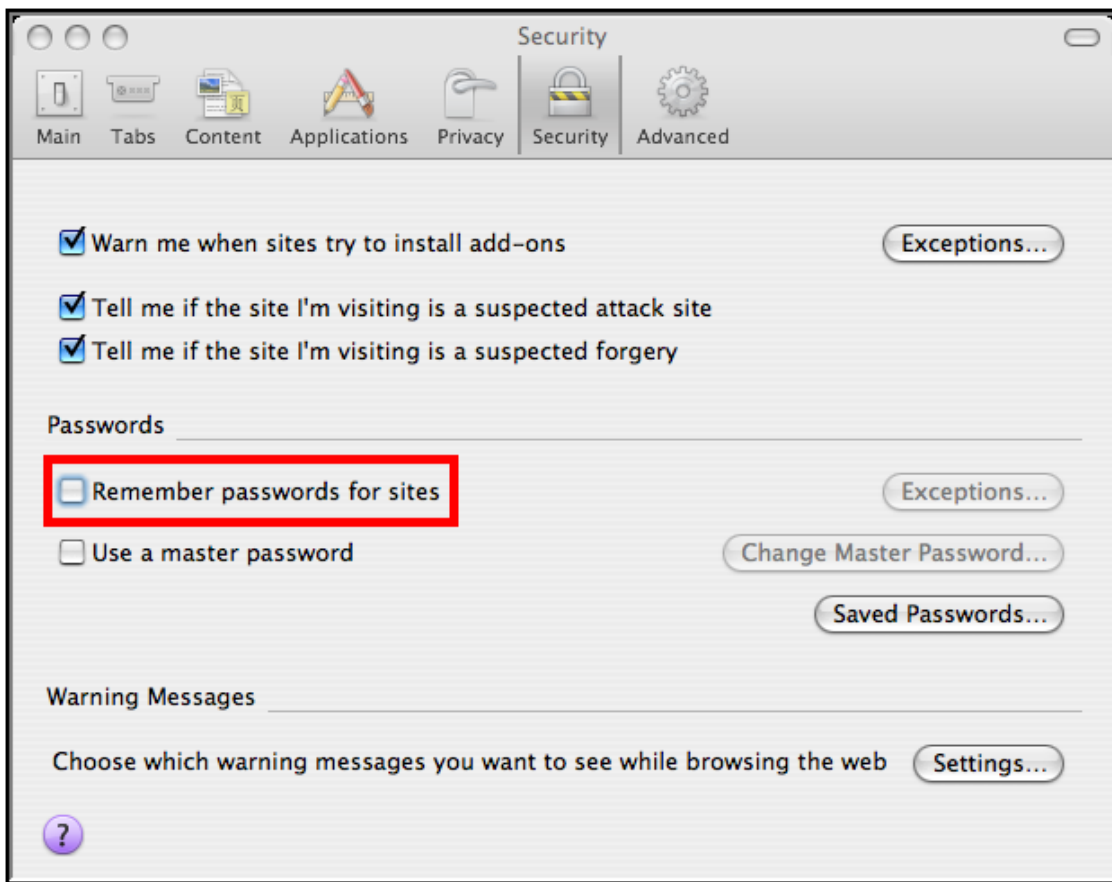 Security
Main Tabs Content Applications Privacy Security Advanced
Warn me when sites try to install add-ons Exceptions...
Tell me if the site I'm visiting is a suspected attack site
Tell me if the site I'm visiting is a suspected forgery
Passwords
Remember passwords for sites Exceptions...
Use a master password Change Master Password...
Saved Passwords...
Warning Messages
Choose which warning messages you want to see while browsing the web Settings...
?